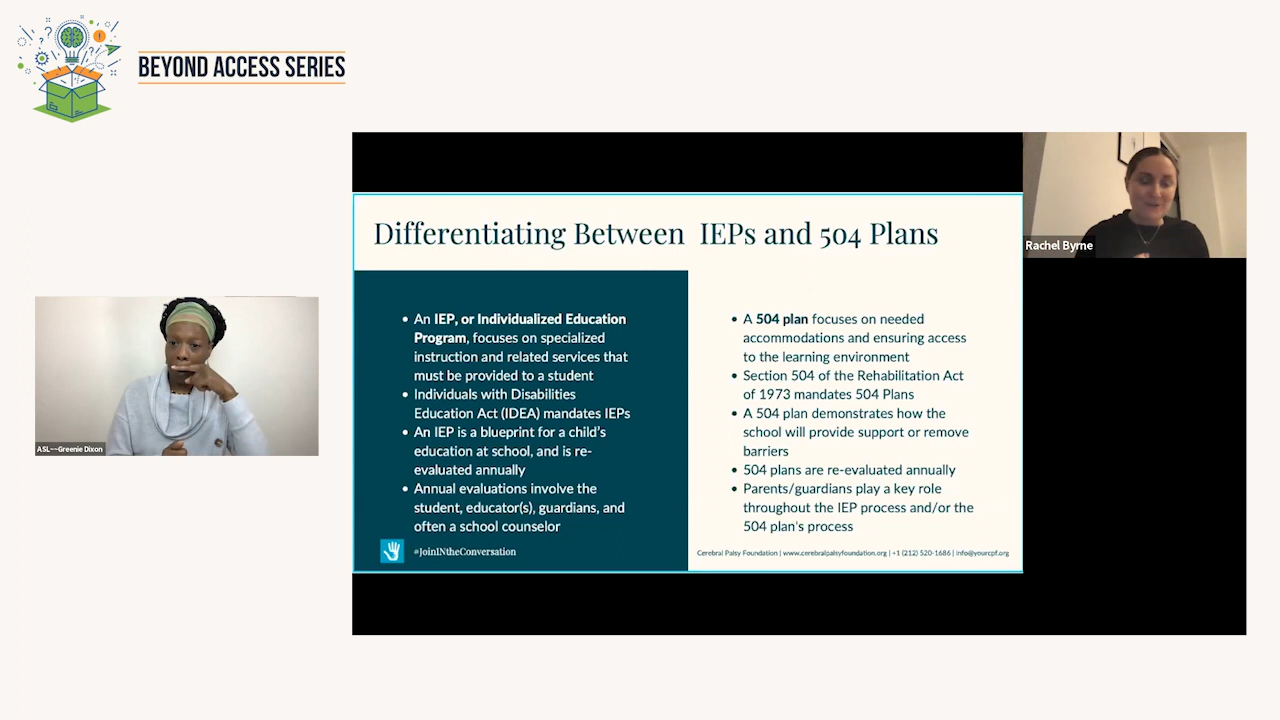 BEYOND ACCESS SERIES
Differentiating Between IEPs and 504 Plans
• An IEP, or Individualized Education
Program, focuses on specialized
instruction and related services that
must be provided to a student
• Individuals with Disabilities
Education Act (IDEA) mandates IEPs
• An IEP is a blueprint for a child's
education at school, and is re-
evaluated annually
• Annual evaluations involve the
student, educator(s), guardians, and
often a school counselor
#JoinINtheConversation
• A 504 plan focuses on needed
accommodations and ensuring access
to the learning environment
• Section 504 of the Rehabilitation Act
of 1973 mandates 504 Plans
• A 504 plan demonstrates how the
school will provide support or remove
barriers
• 504 plans are re-evaluated annually
• Parents/guardians play a key role
throughout the IEP process and/or the
504 plan's process
Cerebral Palsy Foundation | www.cerebralpalsyfoundation.org | +1 (212) 520-1686 | info@yourcpf.org
Rachel Byrne
ASL--Greenie Dixon